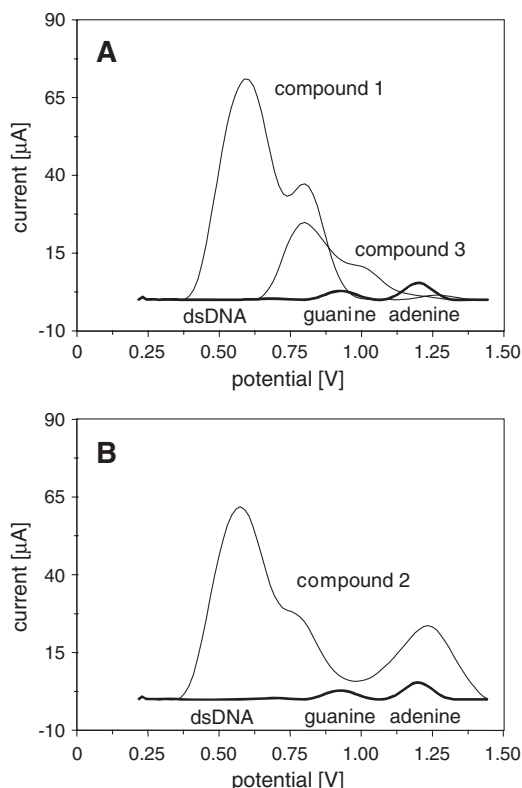 90
A
compound 1
65
current [µA]
40
compound 3
15
dsDNA guanine adenine
-10
0 0.25 0.50 0.75 1.00 1.25 1.50
potential [V]
90
B
65
current [µA]
compound 2
40
15
dsDNA guanine adenine
-10
0 0.25 0.50 0.75 1.00 1.25 1.50
potential [V]